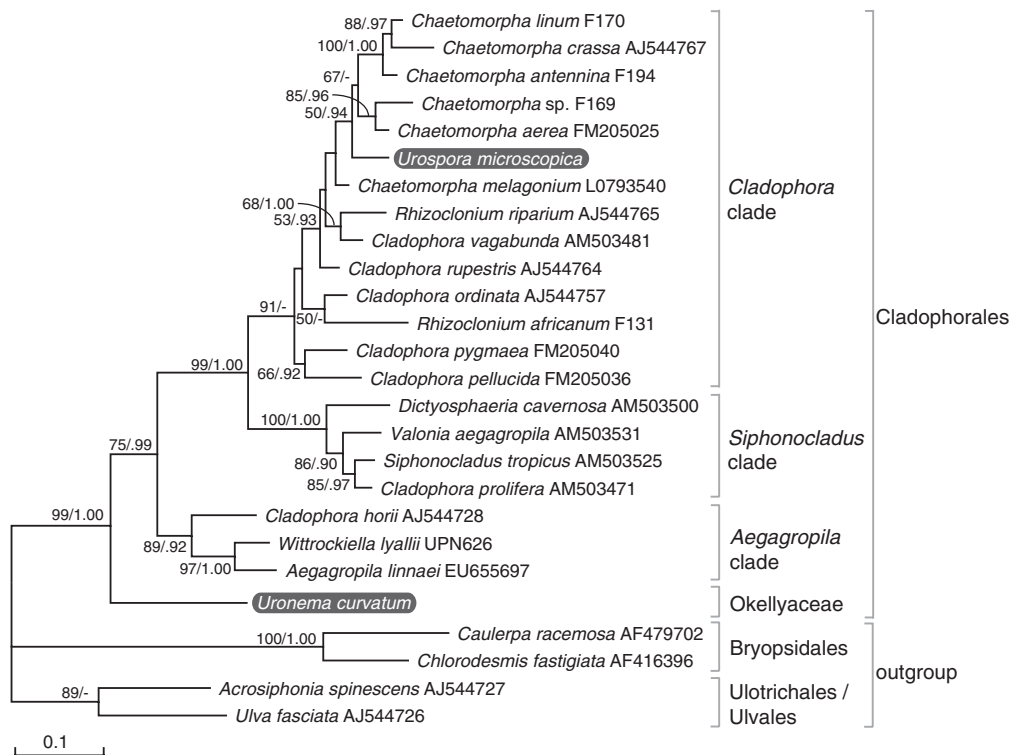 88/.97
Chaetomorpha linum F170
100/1.00
Chaetomorpha crassa AJ544767
67/-
Chaetomorpha antennina F194
85/.96
Chaetomorpha sp. F169
50/.94
Chaetomorpha aerea FM205025
Urospora microscopica
Chaetomorpha melagonium L0793540
68/1.00
Rhizoclonium riparium AJ544765
53/.93
Cladophora vagabunda AM503481
Cladophora rupestris AJ544764
91/-
Cladophora ordinata AJ544757
50/-
Rhizoclonium africanum F131
Cladophora pygmaea FM205040
99/1.00
66/.92
Cladophora pellucida FM205036
Cladophora
clade
100/1.00
Dictyosphaeria cavernosa AM503500
75/.99
Valonia aegagropila AM503531
86/.90
Siphonocladus tropicus AM503525
85/.97
Cladophora prolifera AM503471
Siphonocladus
clade
99/1.00
Cladophora horii AJ544728
89/.92
Wittrockiella lyallii UPN626
97/1.00
Aegagropila linnaei EU655697
Aegagropila
clade
Uronema curvatum
Okellyaceae
Cladophorales
100/1.00
Caulerpa racemosa AF479702
Chlorodesmis fastigiata AF416396
Bryopsidales
89/-
Acrosiphonia spinescens AJ544727
Ulva fasciata AJ544726
Ulotrichales /
Ulvales
outgroup
0.1